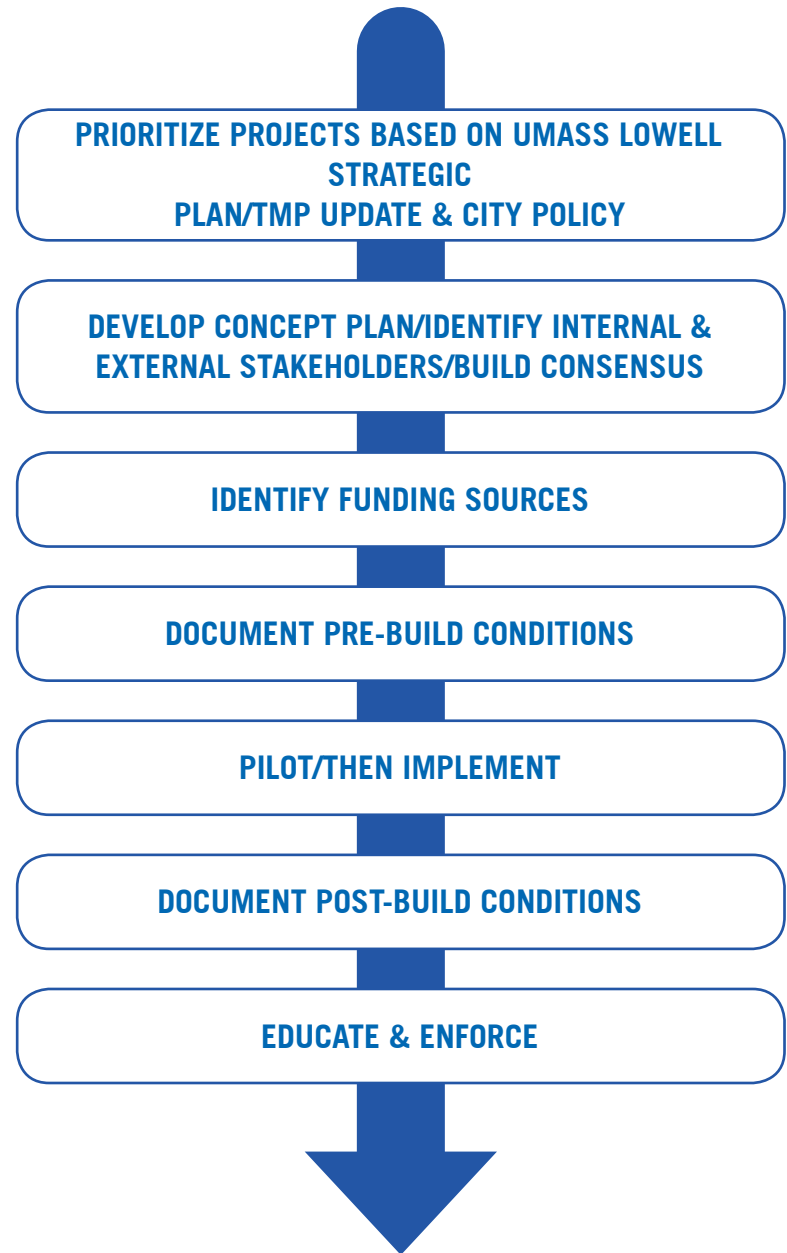 PRIORITIZE PROJECTS BASED ON UMASS LOWELL
STRATEGIC
PLAN/TMP UPDATE & CITY POLICY
DEVELOP CONCEPT PLAN/IDENTIFY INTERNAL &
EXTERNAL STAKEHOLDERS/BUILD CONSENSUS
IDENTIFY FUNDING SOURCES
DOCUMENT PRE-BUILD CONDITIONS
PILOT/THEN IMPLEMENT
DOCUMENT POST-BUILD CONDITIONS
EDUCATE & ENFORCE